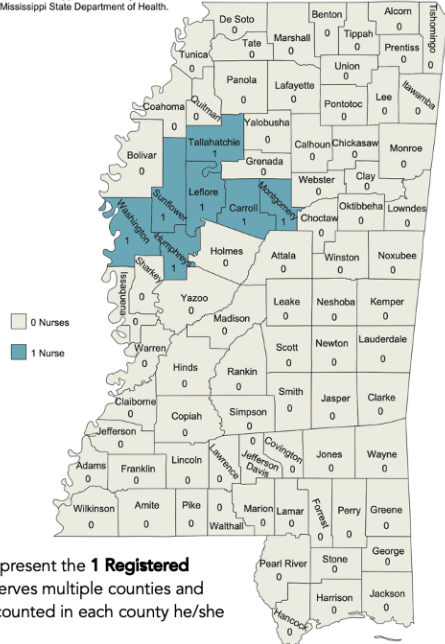 Mississippi State Department of Health.
De Soto
0
Benton
0
Alcorn
0
Tishomingo
0
Marshall
0
Tippah
0
Tate
0
Prentiss
0
Tunica
0
Union
0
Panola
0
Lafayette
0
Itawamba
0
Lee
0
Pontotoc
0
Quitman
0
Coahoma
0
Yalobusha
0
Tallahatchie
1
Calhoun
0
Chickasaw
0
Monroe
0
Bolivar
0
Grenada
0
Clay
0
Webster
0
Leflore
1
Sunflower
1
Montgomery
1
Carroll
1
Oktibbeha
0
Lowndes
0
Choctaw
0
Washington
1
Humphreys
1
Holmes
0
Attala
0
Winston
0
Noxubee
0
Sharkey
0
Issaquena
0
Yazoo
0
Leake
0
Neshoba
0
Kemper
0
Madison
0
0 Nurses
1 Nurse
Warren
0
Scott
0
Newton
0
Lauderdale
0
Hinds
0
Rankin
0
Smith
0
Jasper
0
Clarke
0
Claiborne
0
Copiah
0
Simpson
0
Jefferson
0
Covington
0
Jefferson
Davis
0
Lawrence
0
Jones
0
Wayne
0
Adams
0
Franklin
0
Lincoln
0
Wilkinson
0
Amite
0
Pike
0
Walthall
0
Marion
0
Lamar
0
Forrest
0
Perry
0
Greene
0
present the 1 Registered
erves multiple counties and
counted in each county he/she
Pearl River
0
Stone
0
George
0
Harrison
0
Jackson
0
Hancock
0